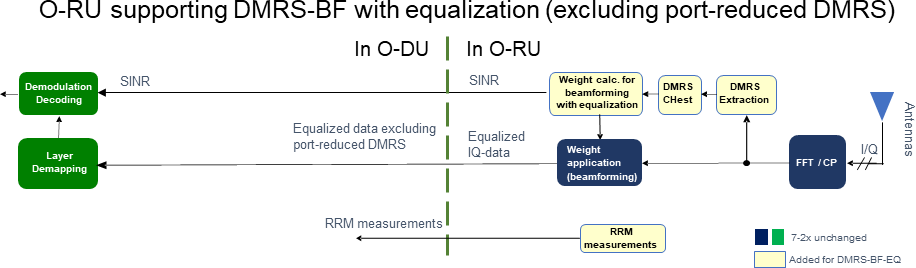 O-RU supporting DMRS-BF with equalization (excluding port-reduced DMRS)
In O-DU
In O-RU
Demodulation
Decoding
SINR
SINR
Weight calc. for
beamforming
with equalization
DMRS
CHest
DMRS
Extraction
Antennas
Layer
Demapping
Equalized data excluding
port-reduced DMRS
Equalized
IQ-data
Weight
application
(beamforming)
FFT / CP
I/Q
RRM measurements
RRM
measurements
7-2x unchanged
Added for DMRS-BF-EQ